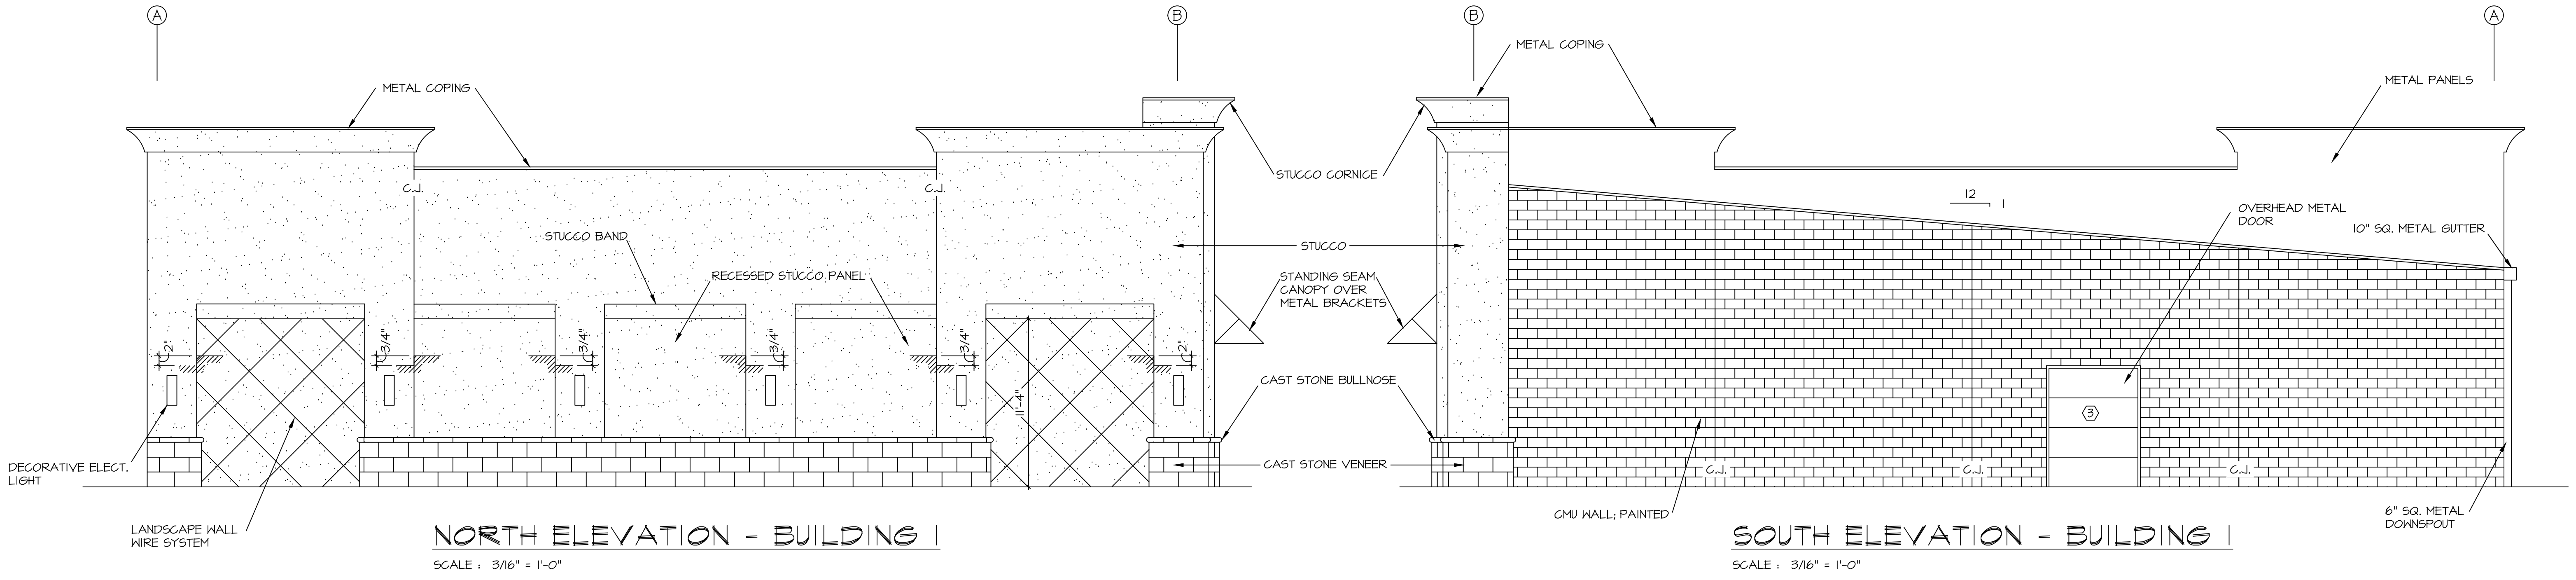 A
B
B
A
METAL COPING
METAL COPING
METAL PANELS
STUCCO CORNICE
C.J.
C.J.
12
1
OVERHEAD METAL
DOOR
10" SQ. METAL GUTTER
STUCCO BAND
STUCCO
RECESSED STUCCO PANEL
STANDING SEAM
CANOPY OVER
METAL BRACKETS
2"
3/4"
3/4"
3/4"
3/4"
2"
11'-4"
CAST STONE BULLNOSE
3
DECORATIVE ELECT.
LIGHT
CAST STONE VENEER
C.J.
C.J.
C.J.
LANDSCAPE WALL
WIRE SYSTEM
CMU WALL; PAINTED
6" SQ. METAL
DOWNSPOUT
NORTH ELEVATION - BUILDING 1
SCALE : 3/16" = 1'-0"
SOUTH ELEVATION - BUILDING 1
SCALE : 3/16" = 1'-0"